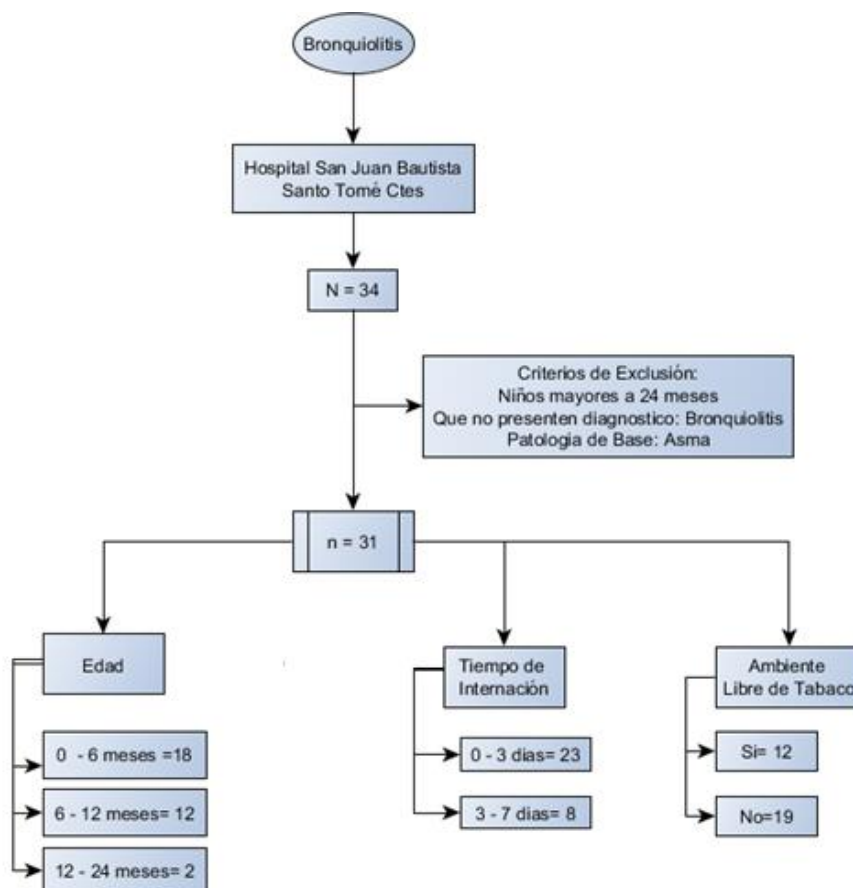 Bronquiolitis
Hospital San Juan Bautista
Santo Tomé Ctes
N = 34
Criterios de Exclusión:
Niños mayores a 24 meses
Que no presenten diagnostico: Bronquiolitis
Patologia de Base: Asma
n = 31
Edad
0 - 6 meses =18
6 - 12 meses= 12
12 - 24 meses= 2
Tiempo de
Internación
0 - 3 dias= 23
3 - 7 dias= 8
Ambiente
Libre de Tabaco
Si= 12
No=19